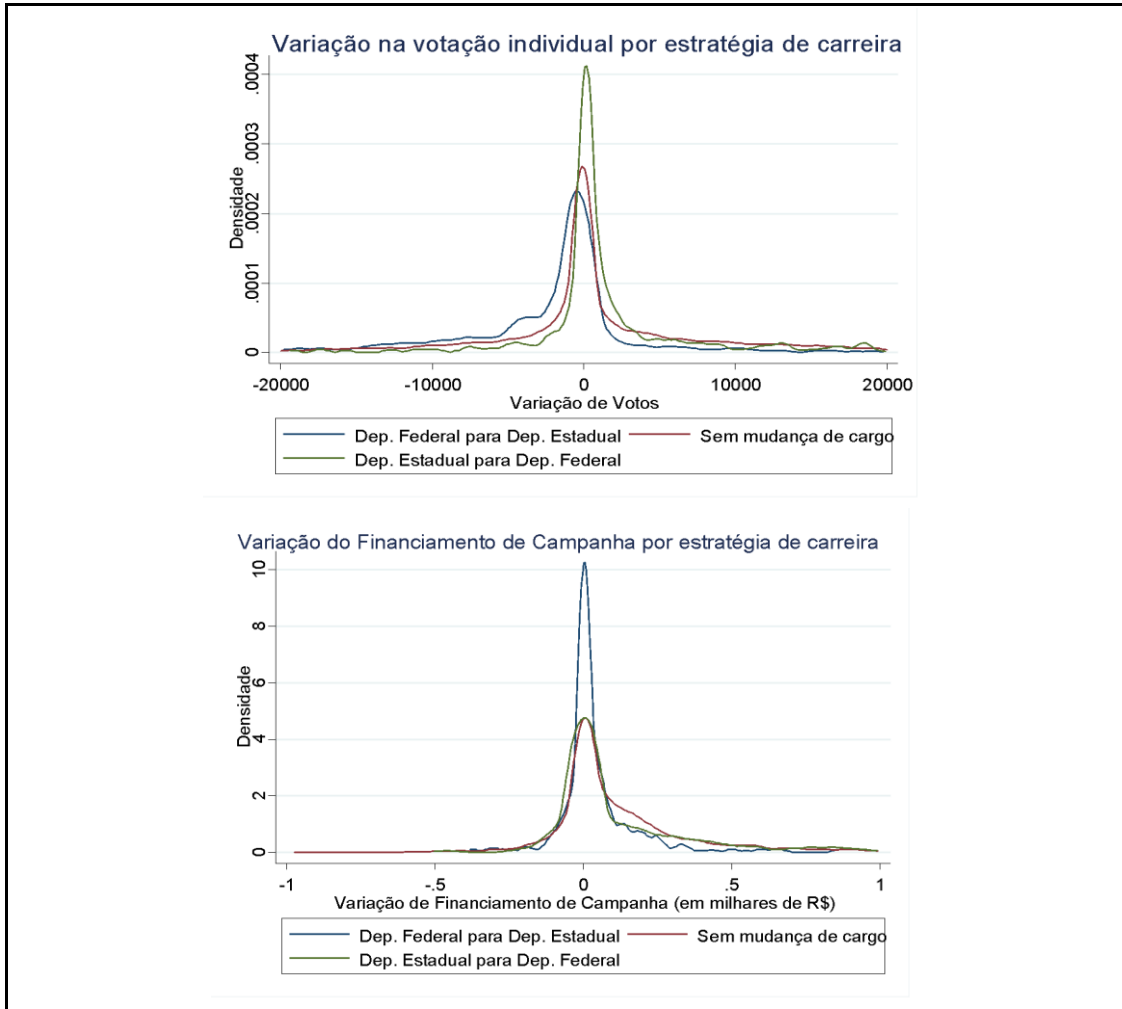 Variação na votação individual por estratégia de carreira
Densidade
.0004
.0003
.0002
.0001
0
-20000 -10000 0 10000 20000
Variação de Votos
Dep. Federal para Dep. Estadual Sem mudança de cargo
Dep. Estadual para Dep. Federal
Variação do Financiamento de Campanha por estratégia de carreira
Densidade
10
8
6
4
2
0
-1 -.5 0 .5 1
Variação de Financiamento de Campanha (em milhares de R$)
Dep. Federal para Dep. Estadual Sem mudança de cargo
Dep. Estadual para Dep. Federal